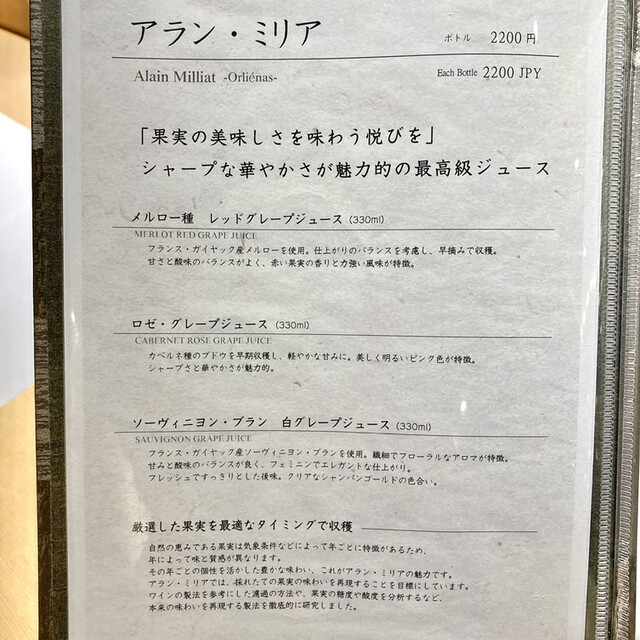 アラン・ミリア ボトル 2200円
Alain Milliat -Orliénas- Each Bottle 2200 JPY
「果実の美味しさを味わう悦びを」
シャープな華やかさが魅力的の最高級ジュース
メルロー種 レッドグレープジュース（330ml）
MERLOT RED GRAPE JUICE
フランス・ガイヤック産メルローを使用。仕上がりのバランスを考慮し、早摘みで収穫。
甘さと酸味のバランスがよく、赤い果実の香りと力強い風味が特徴。
ロゼ・グレープジュース（330ml）
CABERNET ROSE GRAPE JUICE
カベルネ種のブドウを早期収穫し、軽やかな甘みに。美しく明るいピンク色が特徴。
シャープさと華やかさが魅力的。
ソーヴィニヨン・ブラン 白グレープジュース（330ml）
SAUVIGNON GRAPE JUICE
フランス・ガイヤック産ソーヴィニヨン・ブランを使用。繊細でフローラルなアロマが特徴。
甘みと酸味のバランスが良く、フェミニンでエレガントな仕上がり。
フレッシュですっきりとした後味。クリアなシャンパンゴールドの色合い。
厳選した果実を最適なタイミングで収穫
自然の恵みである果実は気象条件などによって年ごとに特徴があるため、
年によって味と質感が異なります。
その年ごとの個性を活かした豊かな味わい、これがアラン・ミリアの魅力です。
アラン・ミリアでは、採れたての果実の味わいを再現することを目標にしています。
ワインの製法を参考にした濾過の方法や、果実の糖度や酸度を分析するなど、
本来の味わいを再現する製法を徹底的に研究しました。